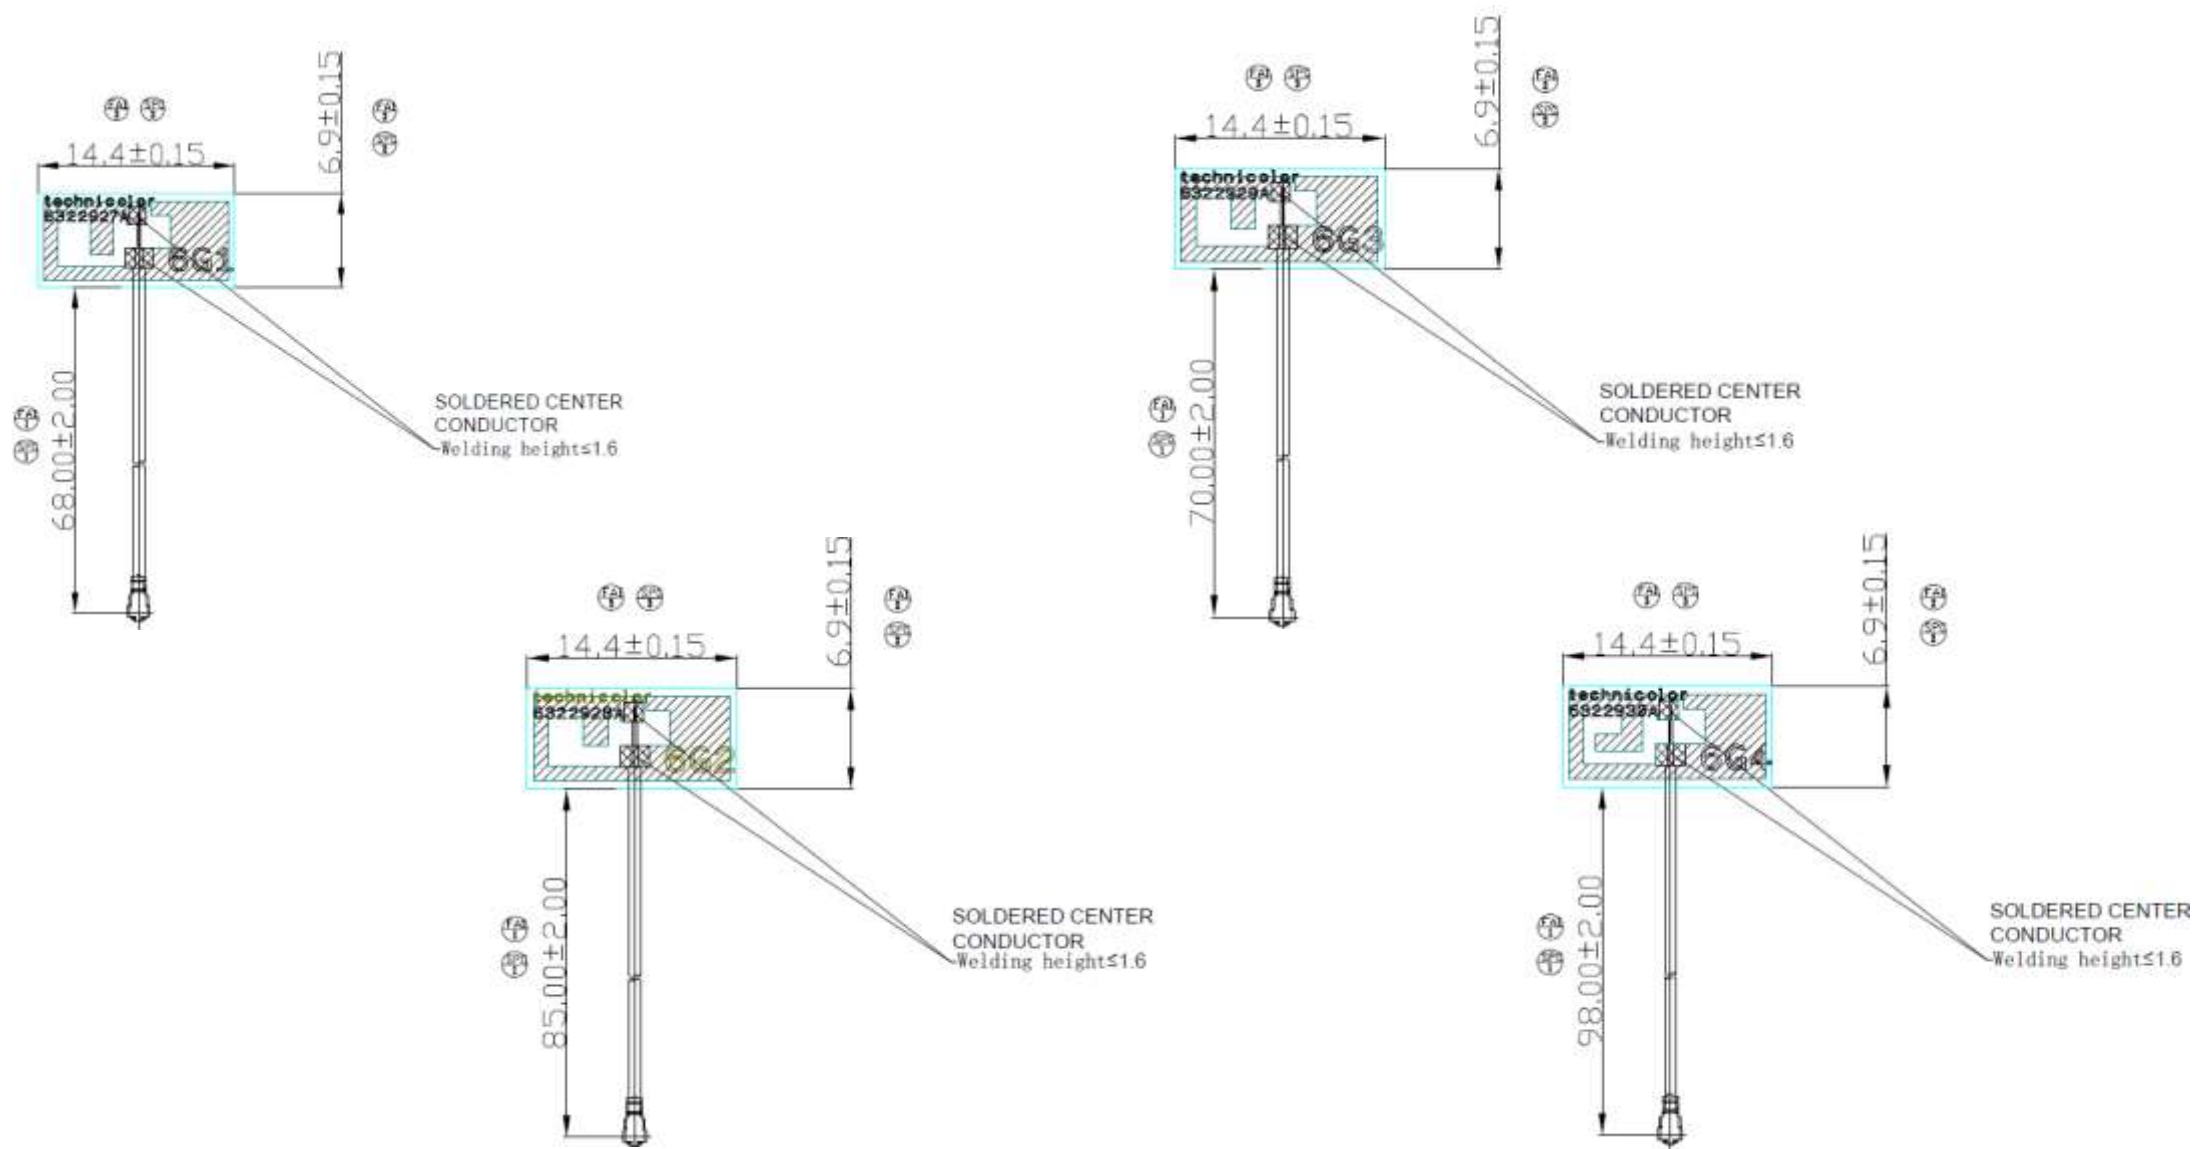 14.4±0.15
6.9±0.15
technicolor
6322927A
6G1
68.00±2.00
SOLDERED CENTER
CONDUCTOR
Welding height≤1.6
14.4±0.15
6.9±0.15
technicolor
6322929A
6G3
70.00±2.00
SOLDERED CENTER
CONDUCTOR
Welding height≤1.6
14.4±0.15
6.9±0.15
technicolor
6322928A
6G2
85.00±2.00
SOLDERED CENTER
CONDUCTOR
Welding height≤1.6
14.4±0.15
6.9±0.15
technicolor
6322930A
6G4
98.00±2.00
SOLDERED CENTER
CONDUCTOR
Welding height≤1.6